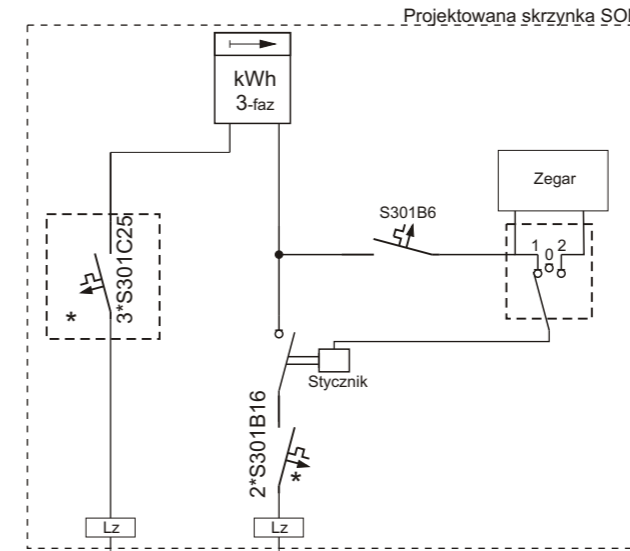 Projektowana skrzynka SO
kWh
3-faz
Zegar
S301B6
1 0 2
3*S301C25
*
Stycznik
2*S301B16
*
Lz
Lz